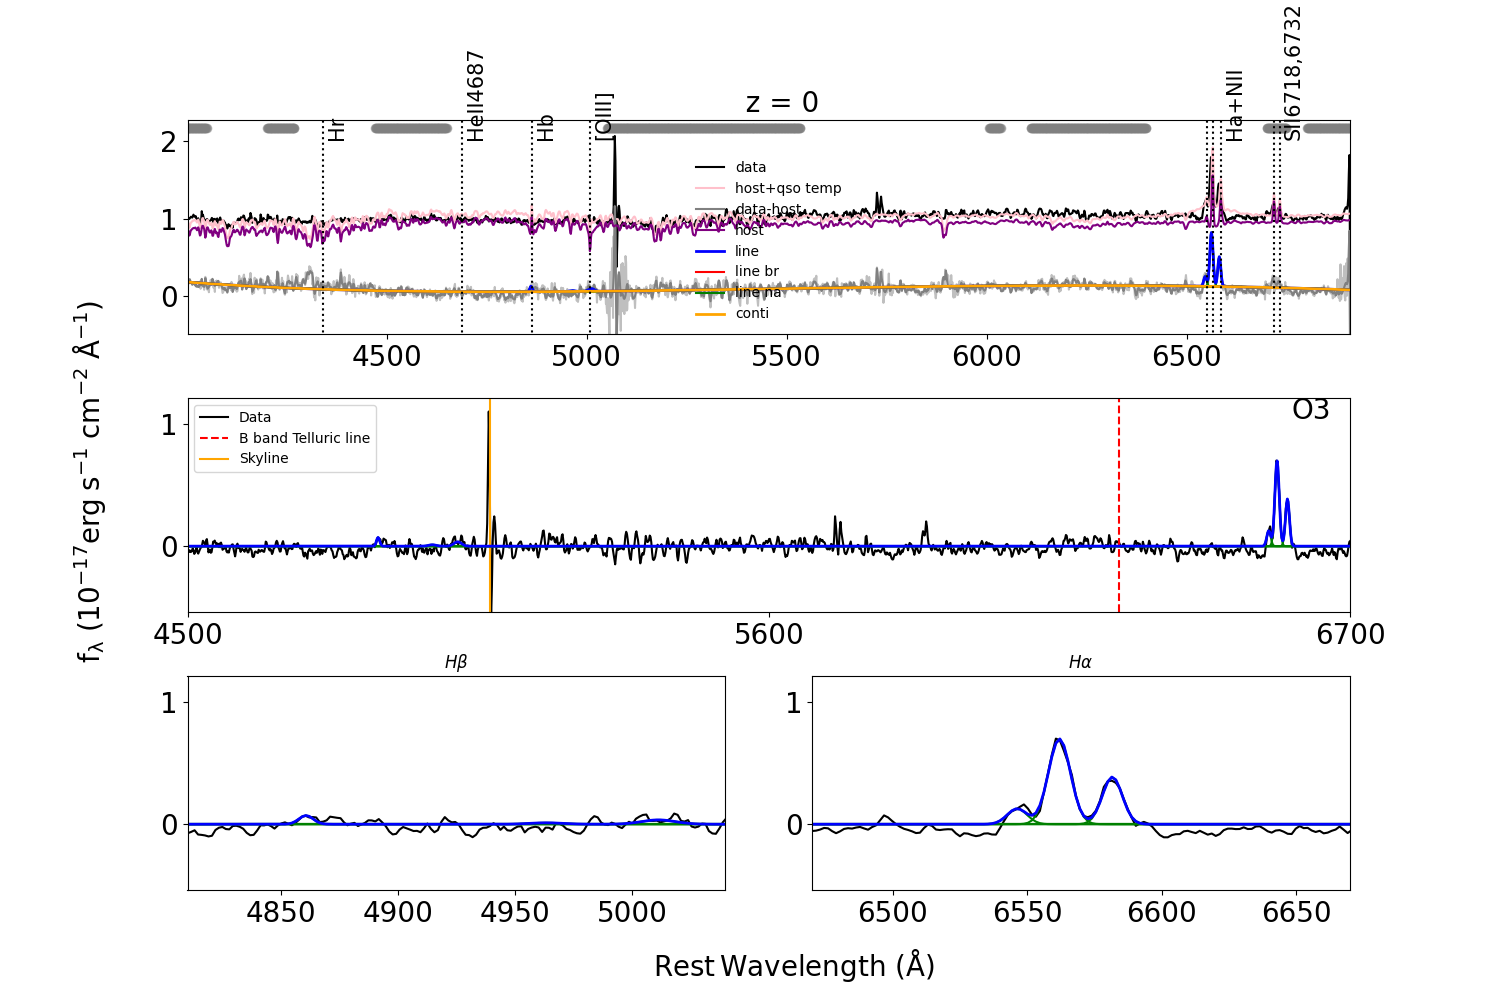 z = 0
Hr
HeII4687
Hb
[OIII]
Ha+NII
SII6718,6732
2
1
0
data
host+qso temp
data-host
host
line
line br
line na
conti
4500
5000
5500
6000
6500
fλ (10⁻¹⁷erg s⁻¹ cm⁻² Å⁻¹)
1
0
Data
B band Telluric line
Skyline
O3
4500
5600
6700
Hβ
1
0
4850
4900
4950
5000
Hα
1
0
6500
6550
6600
6650
Rest Wavelength (Å)